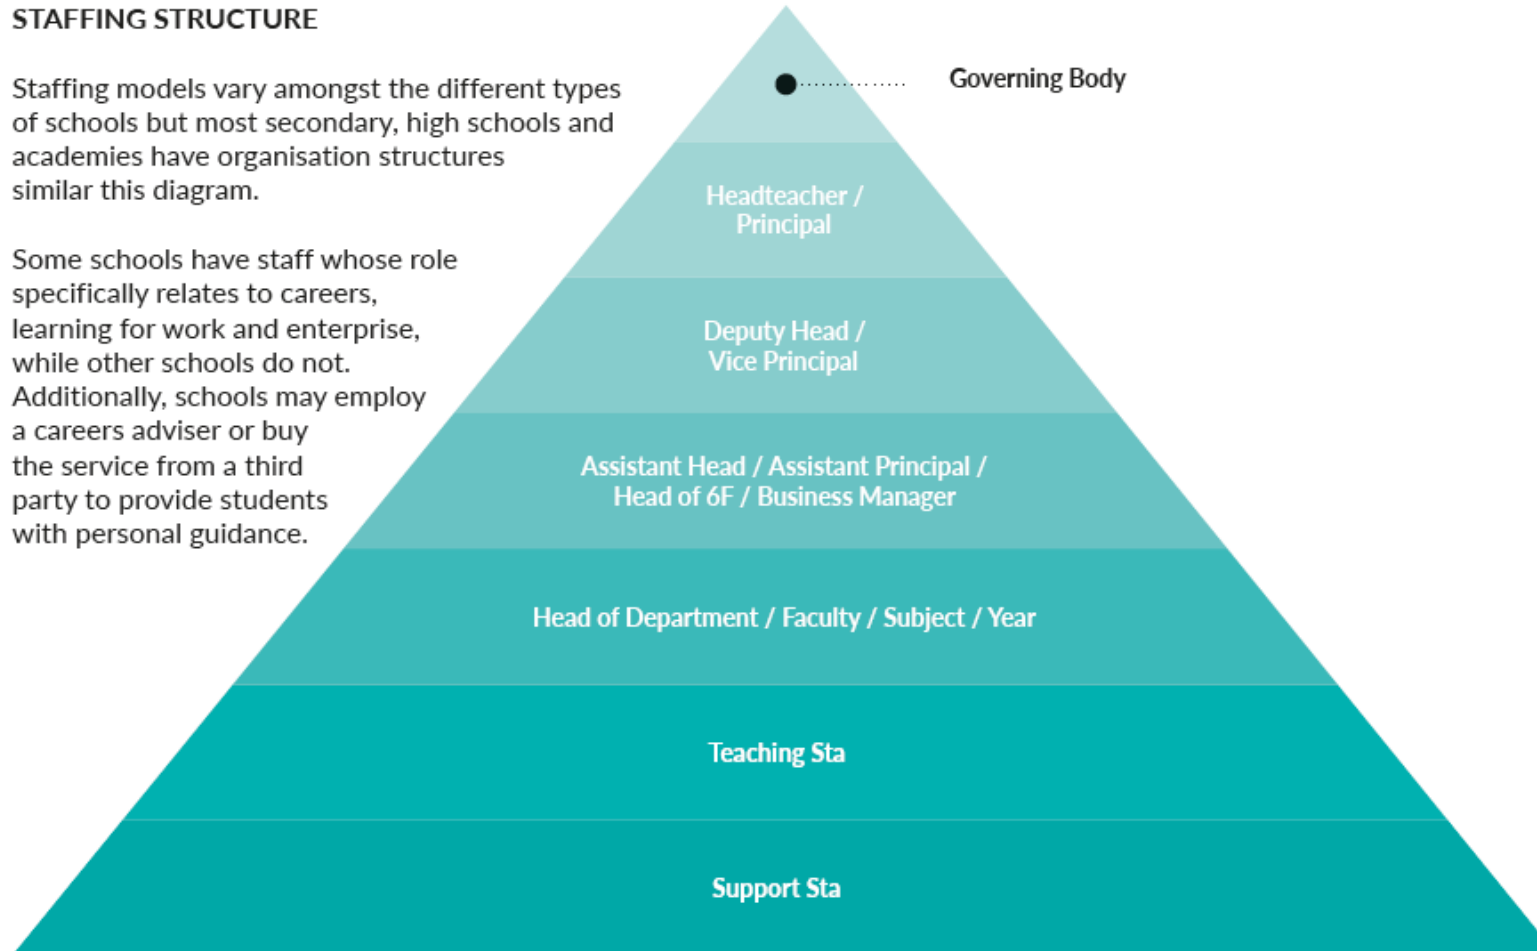 STAFFING STRUCTURE
Staffing models vary amongst the different types
of schools but most secondary, high schools and
academies have organisation structures
similar this diagram.
Some schools have staff whose role
specifically relates to careers,
learning for work and enterprise,
while other schools do not.
Additionally, schools may employ
a careers adviser or buy
the service from a third
party to provide students
with personal guidance.
Governing Body
Headteacher /
Principal
Deputy Head /
Vice Principal
Assistant Head / Assistant Principal /
Head of 6F / Business Manager
Head of Department / Faculty / Subject / Year
Teaching Sta
Support Sta